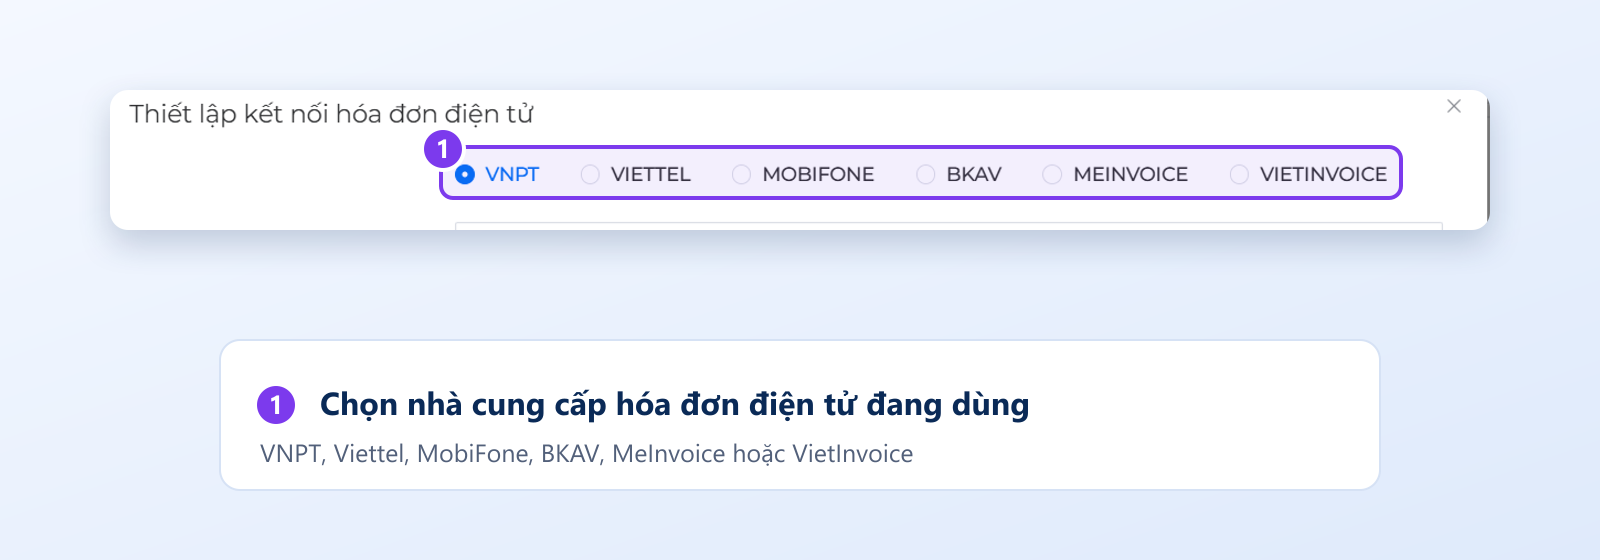 Thiết lập kết nối hóa đơn điện tử
1
VNPT VIETTEL MOBIFONE BKAV MEINVOICE VIETINVOICE
1 Chọn nhà cung cấp hóa đơn điện tử đang dùng
VNPT, Viettel, MobiFone, BKAV, MeInvoice hoặc VietInvoice